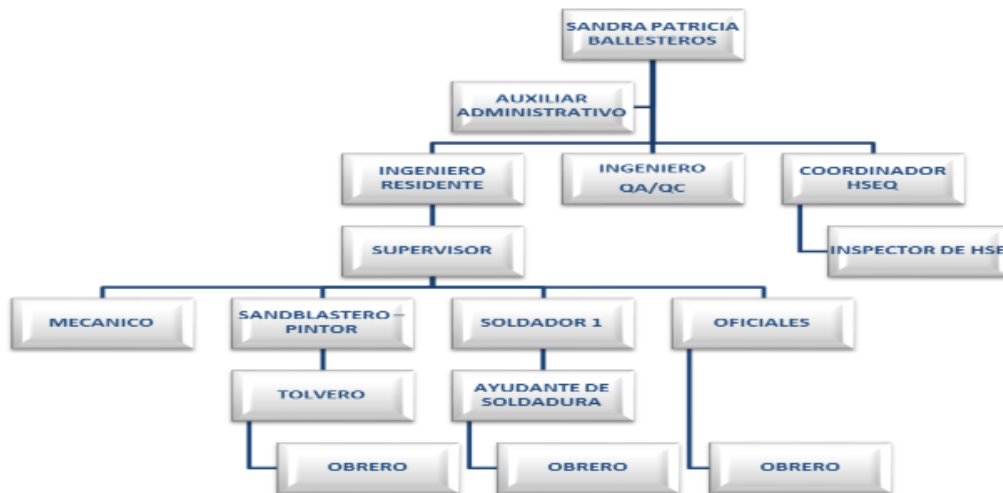 SANDRA PATRICIA
BALLESTEROS
AUXILIAR
ADMINISTRATIVO
INGENIERO
RESIDENTE
INGENIERO
QA/QC
COORDINADOR
HSEQ
SUPERVISOR
INSPECTOR DE HSE
MECANICO
SANDBLASTERO –
PINTOR
SOLDADOR 1
OFICIALES
TOLVERO
AYUDANTE DE
SOLDADURA
OBRERO
OBRERO
OBRERO